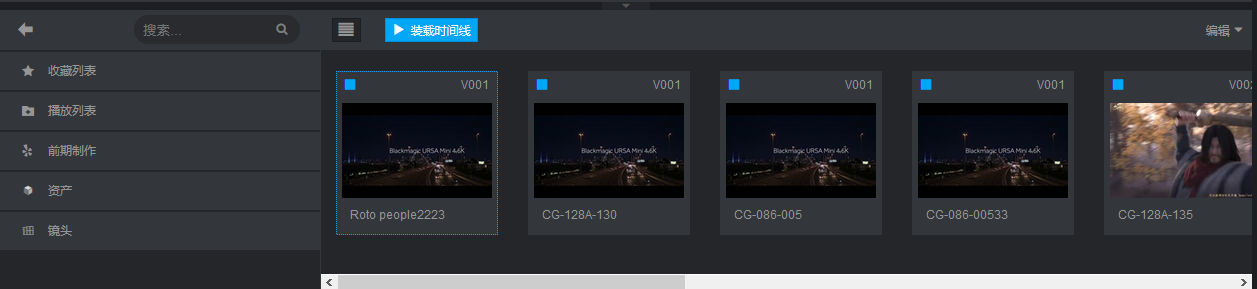 搜索...
装载时间线
编辑
收藏列表
播放列表
前期制作
资产
镜头
V001
V001
V001
V001
V00
Blackmagic URSA Mini 4.6K
Blackmagic URSA Mini 4.6K
Blackmagic URSA Mini 4.6K
Blackmagic URSA Mini 4.6K
Roto people2223
CG-128A-130
CG-086-005
CG-086-00533
CG-128A-135